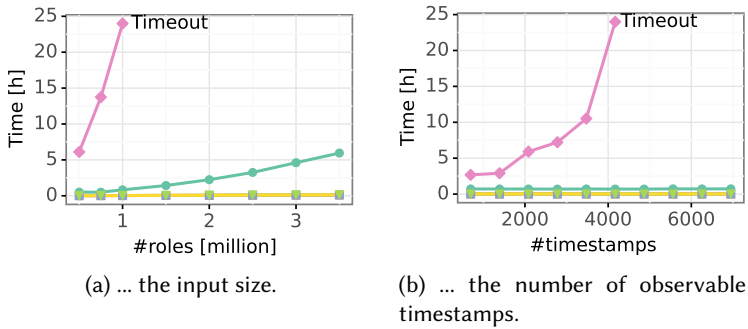 25
20
15
10
5
0
Time [h]
Timeout
1
2
3
#roles [million]
(a) ... the input size.
25
20
15
10
5
0
Time [h]
Timeout
2000
4000
6000
#timestamps
(b) ... the number of observable
timestamps.